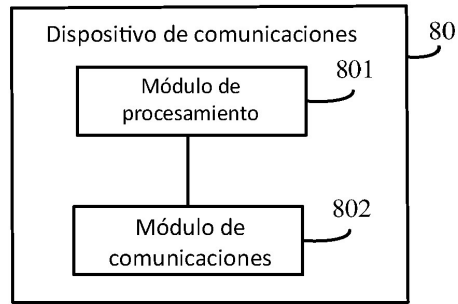 Dispositivo de comunicaciones
80
801
Módulo de
procesamiento
802
Módulo de
comunicaciones